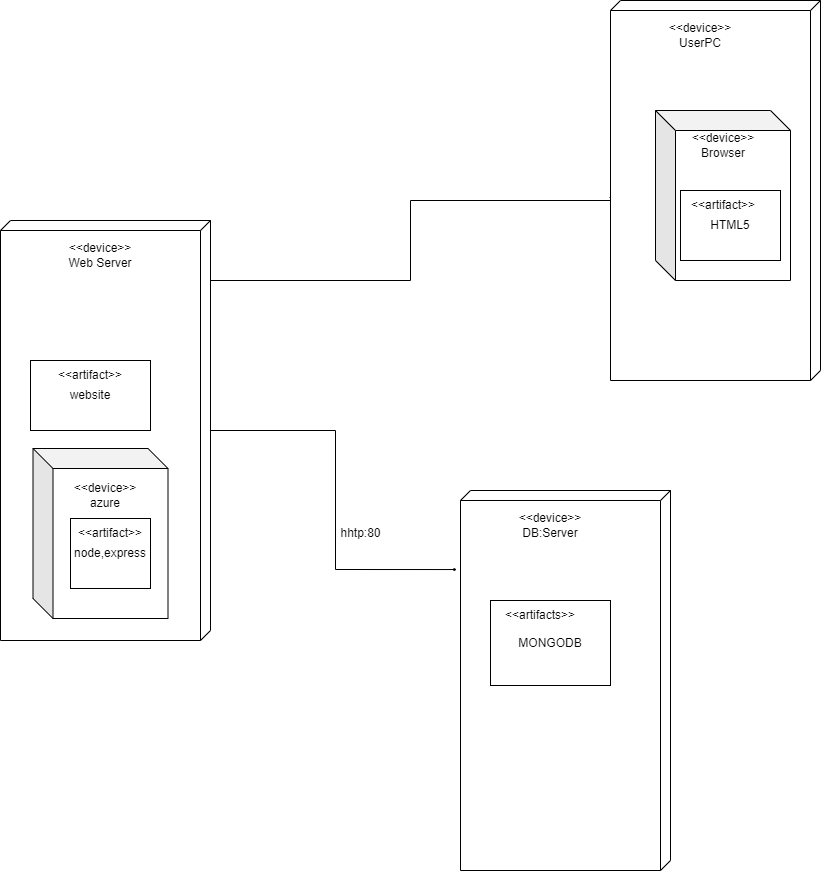 <<device>>
UserPC
<<device>>
Browser
<<artifact>>
HTML5
<<device>>
Web Server
<<artifact>>
website
<<device>>
azure
<<artifact>>
node,express
hhtp:80
<<device>>
DB:Server
<<artifacts>>
MONGODB